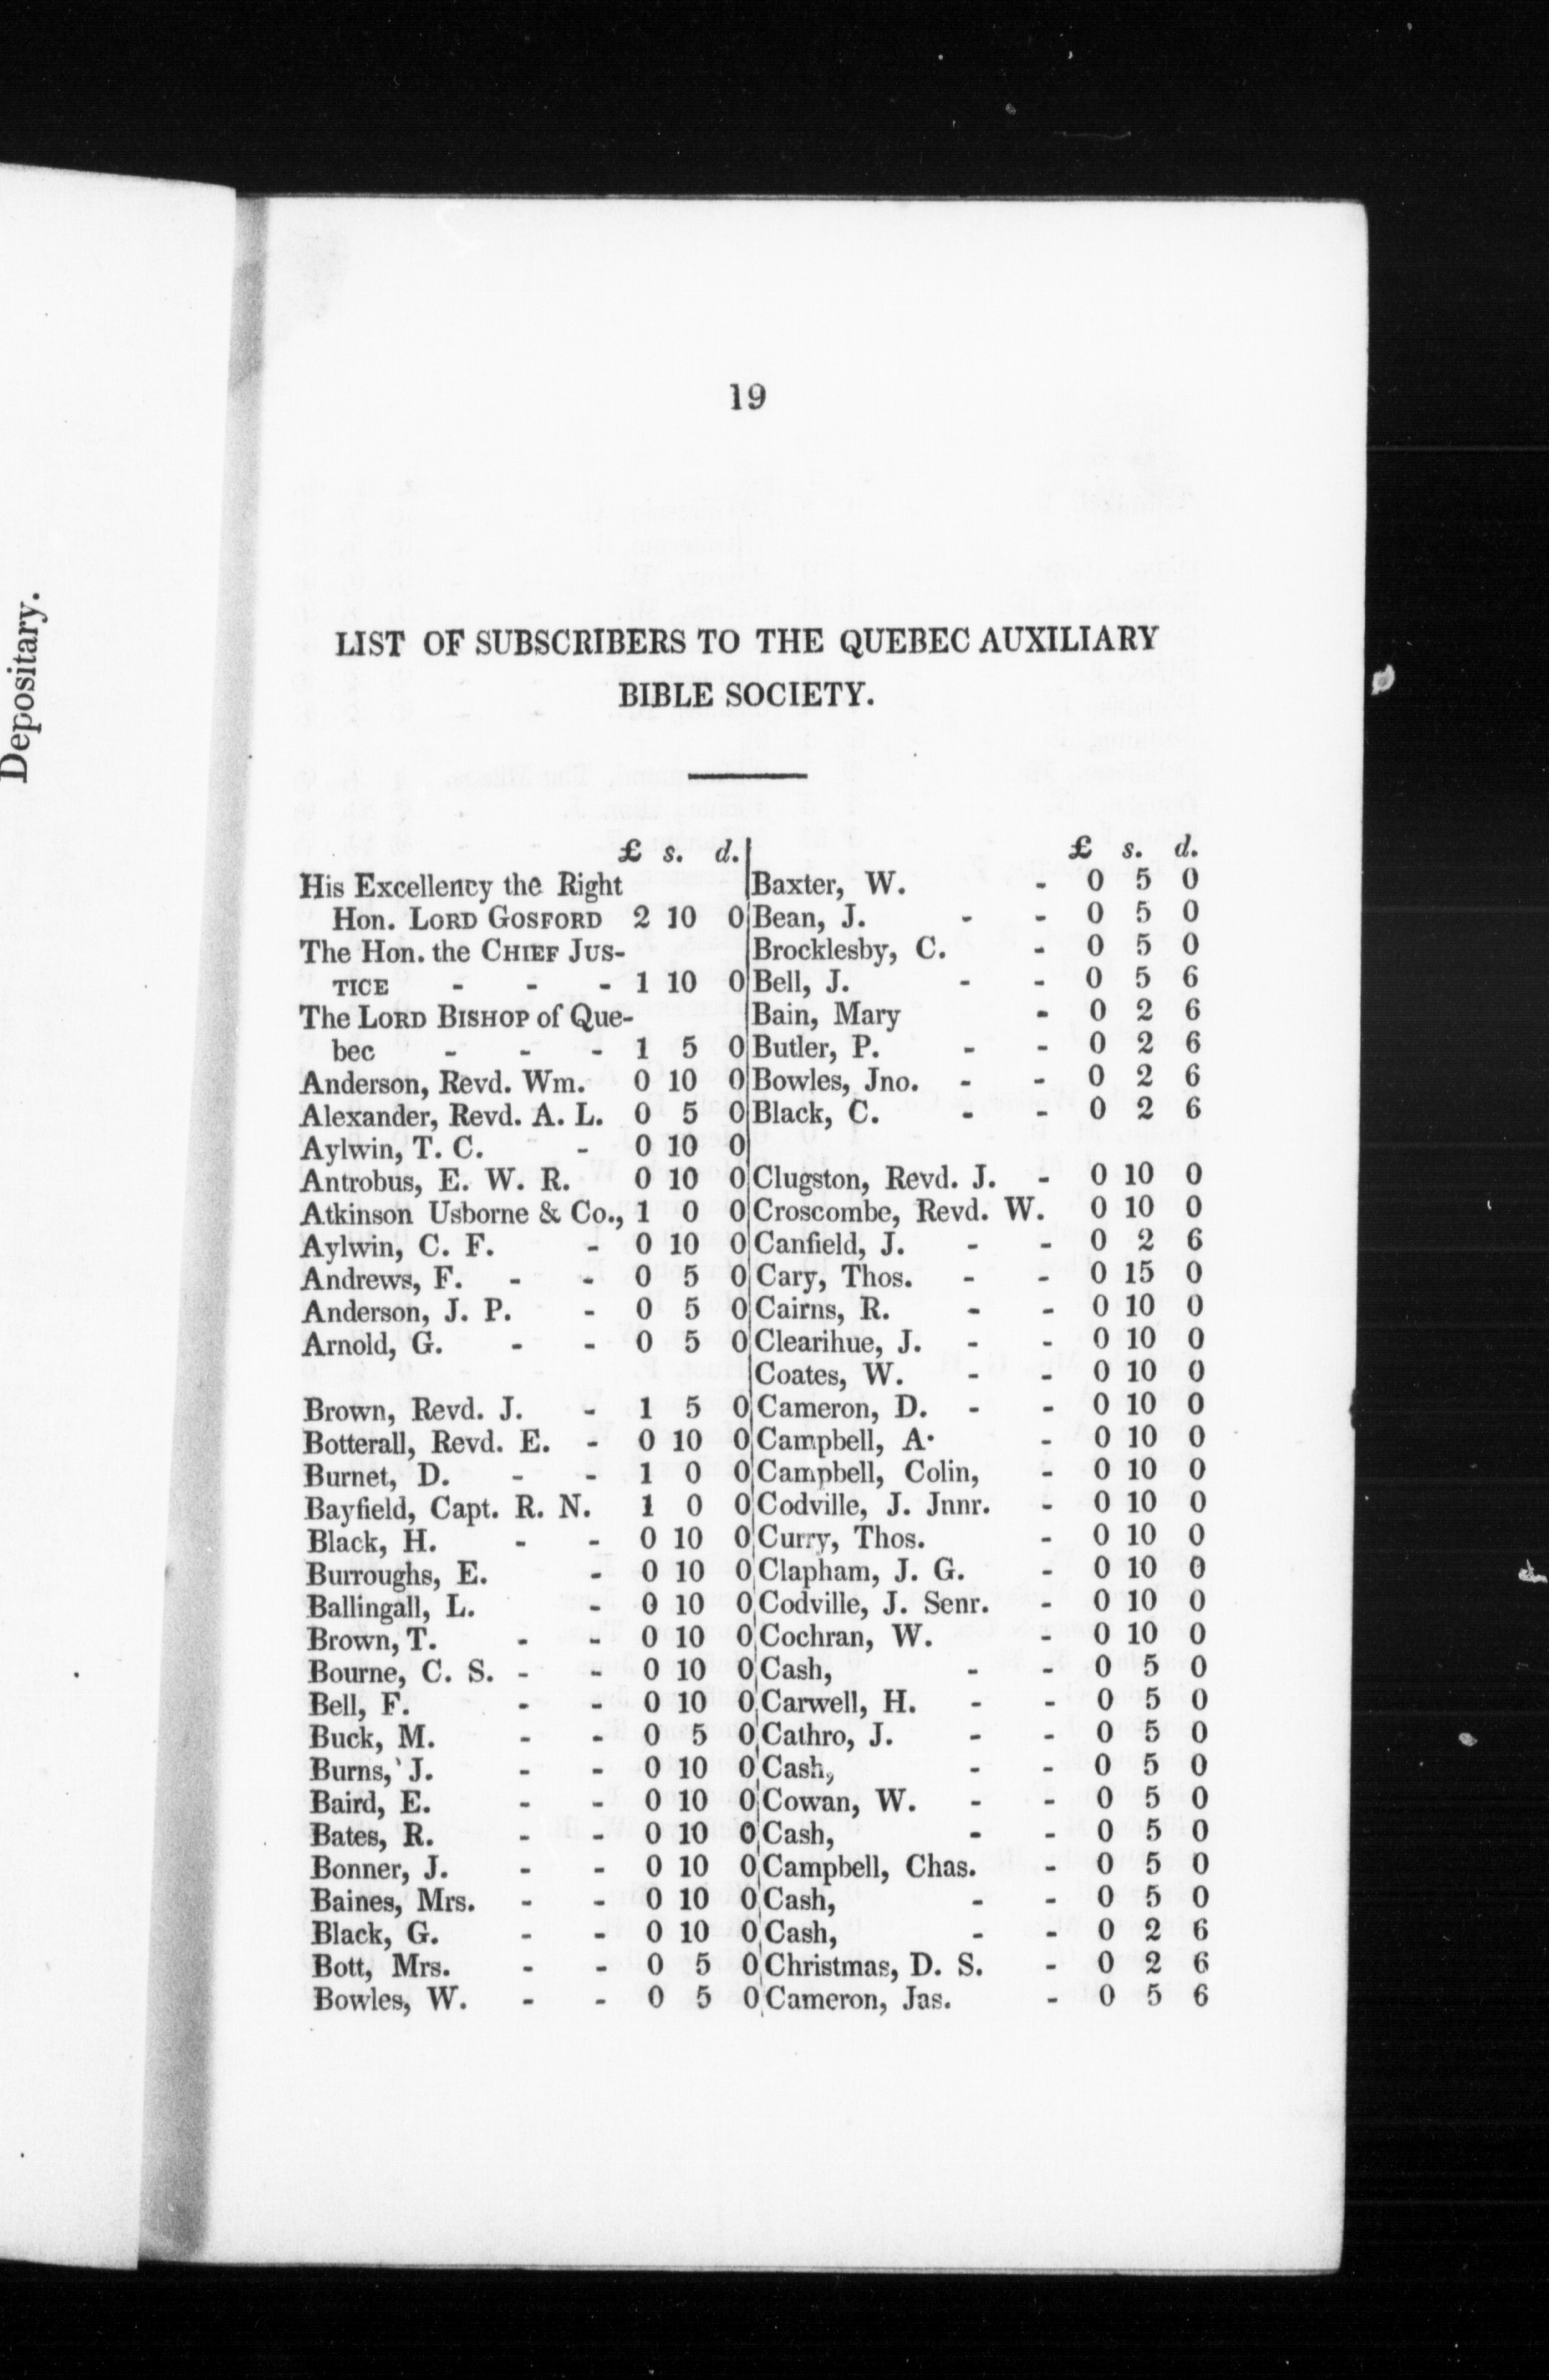 Depositary.
19
LIST OF SUBSCRIBERS TO THE QUEBEC AUXILIARY
BIBLE SOCIETY.
£ s. d.
His Excellency the Right
Hon. LORD GOSFORD 2 10 0
The Hon. the CHIEF JUS-
TICE - - - 1 10 0
The LORD BISHOP of Que-
bec - - - 1 5 0
Anderson, Revd. Wm. 0 10 0
Alexander, Revd. A. L. 0 5 0
Aylwin, T. C. - 0 10 0
Antrobus, E. W. R. 0 10 0
Atkinson Usborne & Co., 1 0 0
Aylwin, C. F. - 0 10 0
Andrews, F. - - 0 5 0
Anderson, J. P. - 0 5 0
Arnold, G. - - 0 5 0
Brown, Revd. J. - 1 5 0
Botterall, Revd. E. - 0 10 0
Burnet, D. - - 1 0 0
Bayfield, Capt. R. N. 1 0 0
Black, H. - - 0 10 0
Burroughs, E. - 0 10 0
Ballingall, L. - 0 10 0
Brown, T. - - 0 10 0
Bourne, C. S. - - 0 10 0
Bell, F. - - 0 10 0
Buck, M. - - 0 5 0
Burns,' J. - - 0 10 0
Baird, E. - - 0 10 0
Bates, R. - - 0 10 0
Bonner, J. - - 0 10 0
Baines, Mrs. - - 0 10 0
Black, G. - - 0 10 0
Bott, Mrs. - - 0 5 0
Bowles, W. - - 0 5 0
£ s. d.
Baxter, W. - 0 5 0
Bean, J. - - 0 5 0
Brocklesby, C. - 0 5 0
Bell, J. - - 0 5 6
Bain, Mary - 0 2 6
Butler, P. - - 0 2 6
Bowles, Jno. - - 0 2 6
Black, C. - - 0 2 6
Clugston, Revd. J. - 0 10 0
Croscombe, Revd. W. 0 10 0
Canfield, J. - - 0 2 6
Cary, Thos. - - 0 15 0
Cairns, R. - - 0 10 0
Clearihue, J. - - 0 10 0
Coates, W. - - 0 10 0
Cameron, D. - - 0 10 0
Campbell, A· - 0 10 0
Campbell, Colin, - 0 10 0
Codville, J. Jnnr. - 0 10 0
Curry, Thos. - 0 10 0
Clapham, J. G. - 0 10 0
Codville, J. Senr. - 0 10 0
Cochran, W. - 0 10 0
Cash, - - 0 5 0
Carwell, H. - - 0 5 0
Cathro, J. - - 0 5 0
Cash, - - 0 5 0
Cowan, W. - - 0 5 0
Cash, - - 0 5 0
Campbell, Chas. - 0 5 0
Cash, - - 0 5 0
Cash, - - 0 2 6
Christmas, D. S. - 0 2 6
Cameron, Jas. - 0 5 6